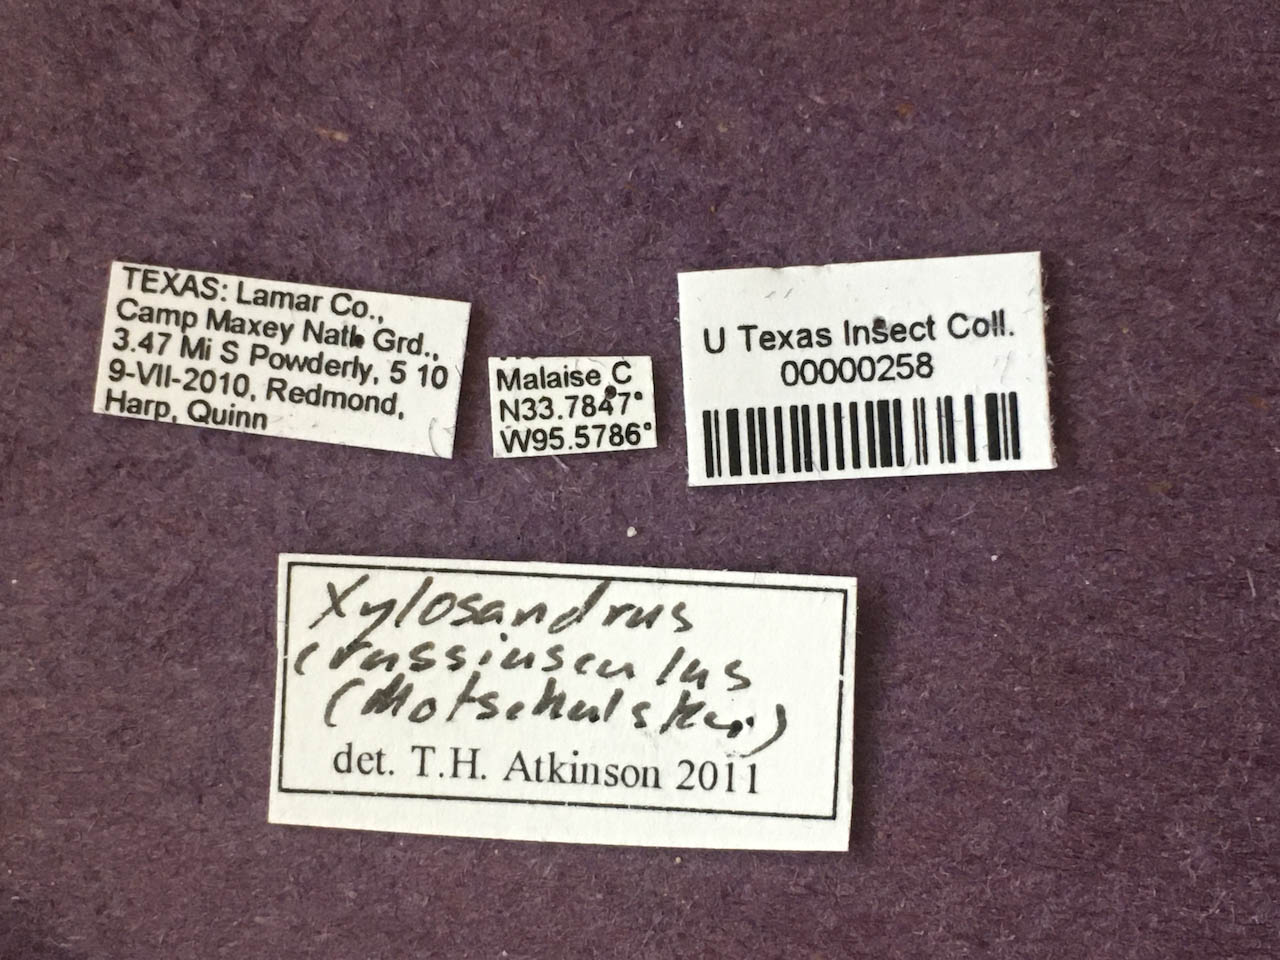 TEXAS: Lamar Co.,
Camp Maxey Natl. Grd.,
3.47 Mi S Powderly, 5 10
9-VII-2010, Redmond,
Harp, Quinn
Malaise C
N33.7847°
W95.5786°
U Texas Insect Coll.
00000258
Xylosandrus
crassiusculus
(Motschulsky)
det. T.H. Atkinson 2011